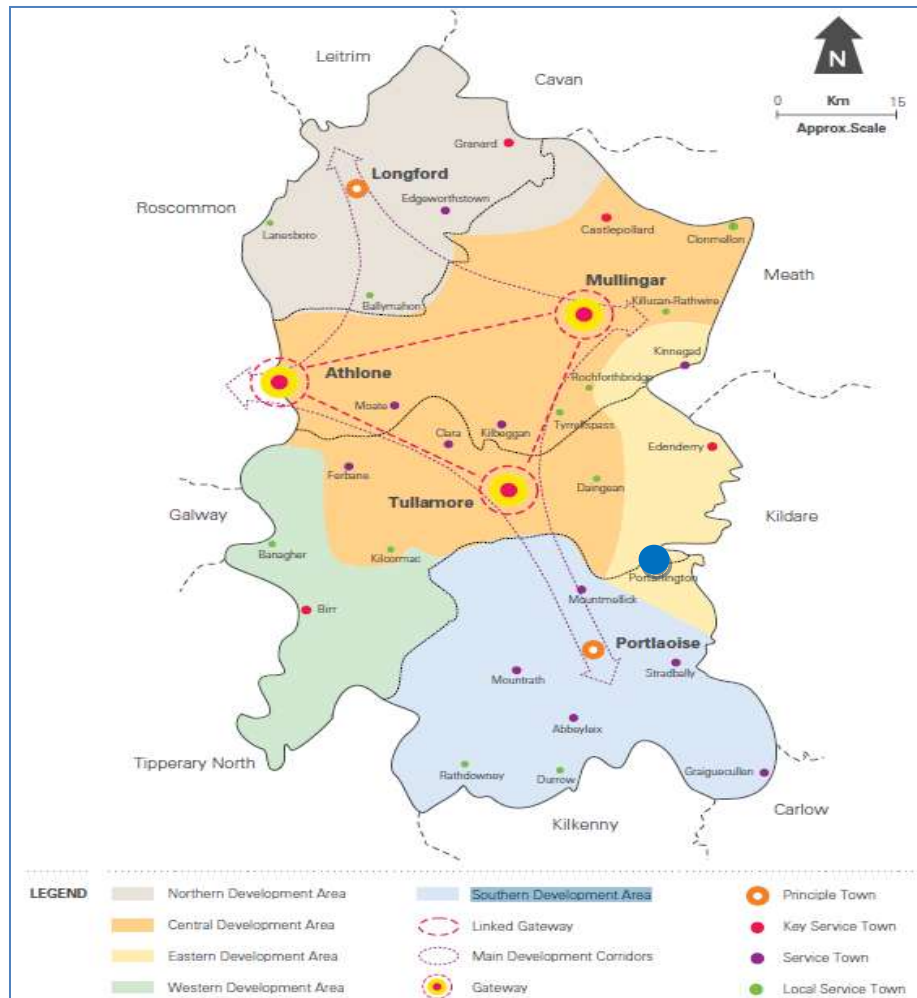 Leitrim
Cavan
N
0 Km 15
Approx.Scale
Granard
Longford
Edgeworthstown
Roscommon
Lanesboro
Castlepollard
Clonmellon
Meath
Mullingar
Ballymahon
Killucan-Rathwire
Kinnegad
Athlone
Rochfortbridge
Moate
Tyrrellspass
Clara
Kilbeggan
Edenderry
Ferbane
Daingean
Tullamore
Galway
Kildare
Banagher
Kilcormac
Portarlington
Mountmellick
Birr
Portlaoise
Stradbally
Mountrath
Abbeyleix
Tipperary North
Rathdowney
Durrow
Graiguecullen
Kilkenny
Carlow
LEGEND
Northern Development Area
Southern Development Area
Principle Town
Central Development Area
Linked Gateway
Key Service Town
Eastern Development Area
Main Development Corridors
Service Town
Western Development Area
Gateway
Local Service Town